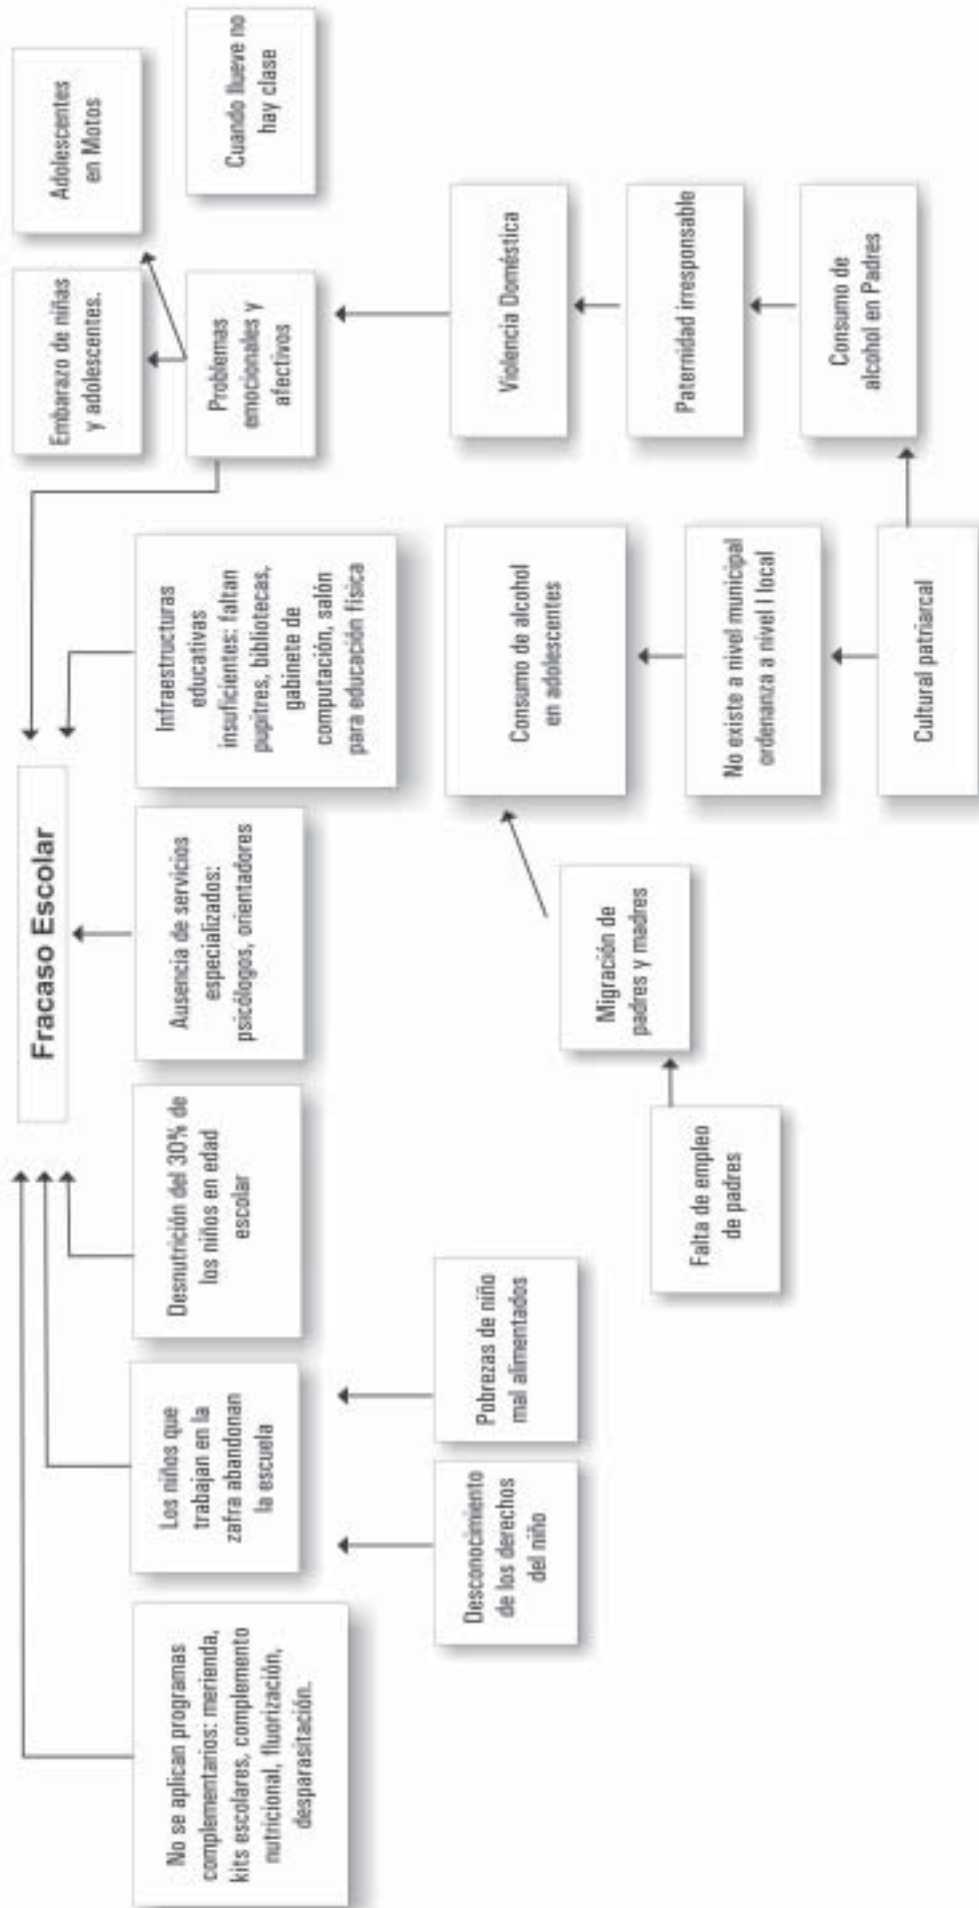 Fracaso Escolar
Embarazo de niñas
y adolescentes.
Adolescentes
en Motos
No se aplican programas
complementarios: merienda,
kits escolares, complemento
nutricional, fluorización,
desparasitación.
Los niños que
trabajan en la
zafra abandonan
la escuela
Desnutrición del 30% de
los niños en edad
escolar
Ausencia de servicios
especializados:
psicólogos, orientadores
Infraestructuras
educativas
insuficientes: faltan
pupitres, bibliotecas,
gabinete de
computación, salón
para educación física
Problemas
emocionales y
afectivos
Cuando llueve no
hay clase
Desconocimiento
de los derechos
del niño
Pobrezas de niño
mal alimentados
Consumo de alcohol
en adolescentes
Violencia Doméstica
Migración de
padres y madres
Falta de empleo
de padres
No existe a nivel municipal
ordenanza a nivel l local
Paternidad irresponsable
Cultural patriarcal
Consumo de
alcohol en Padres